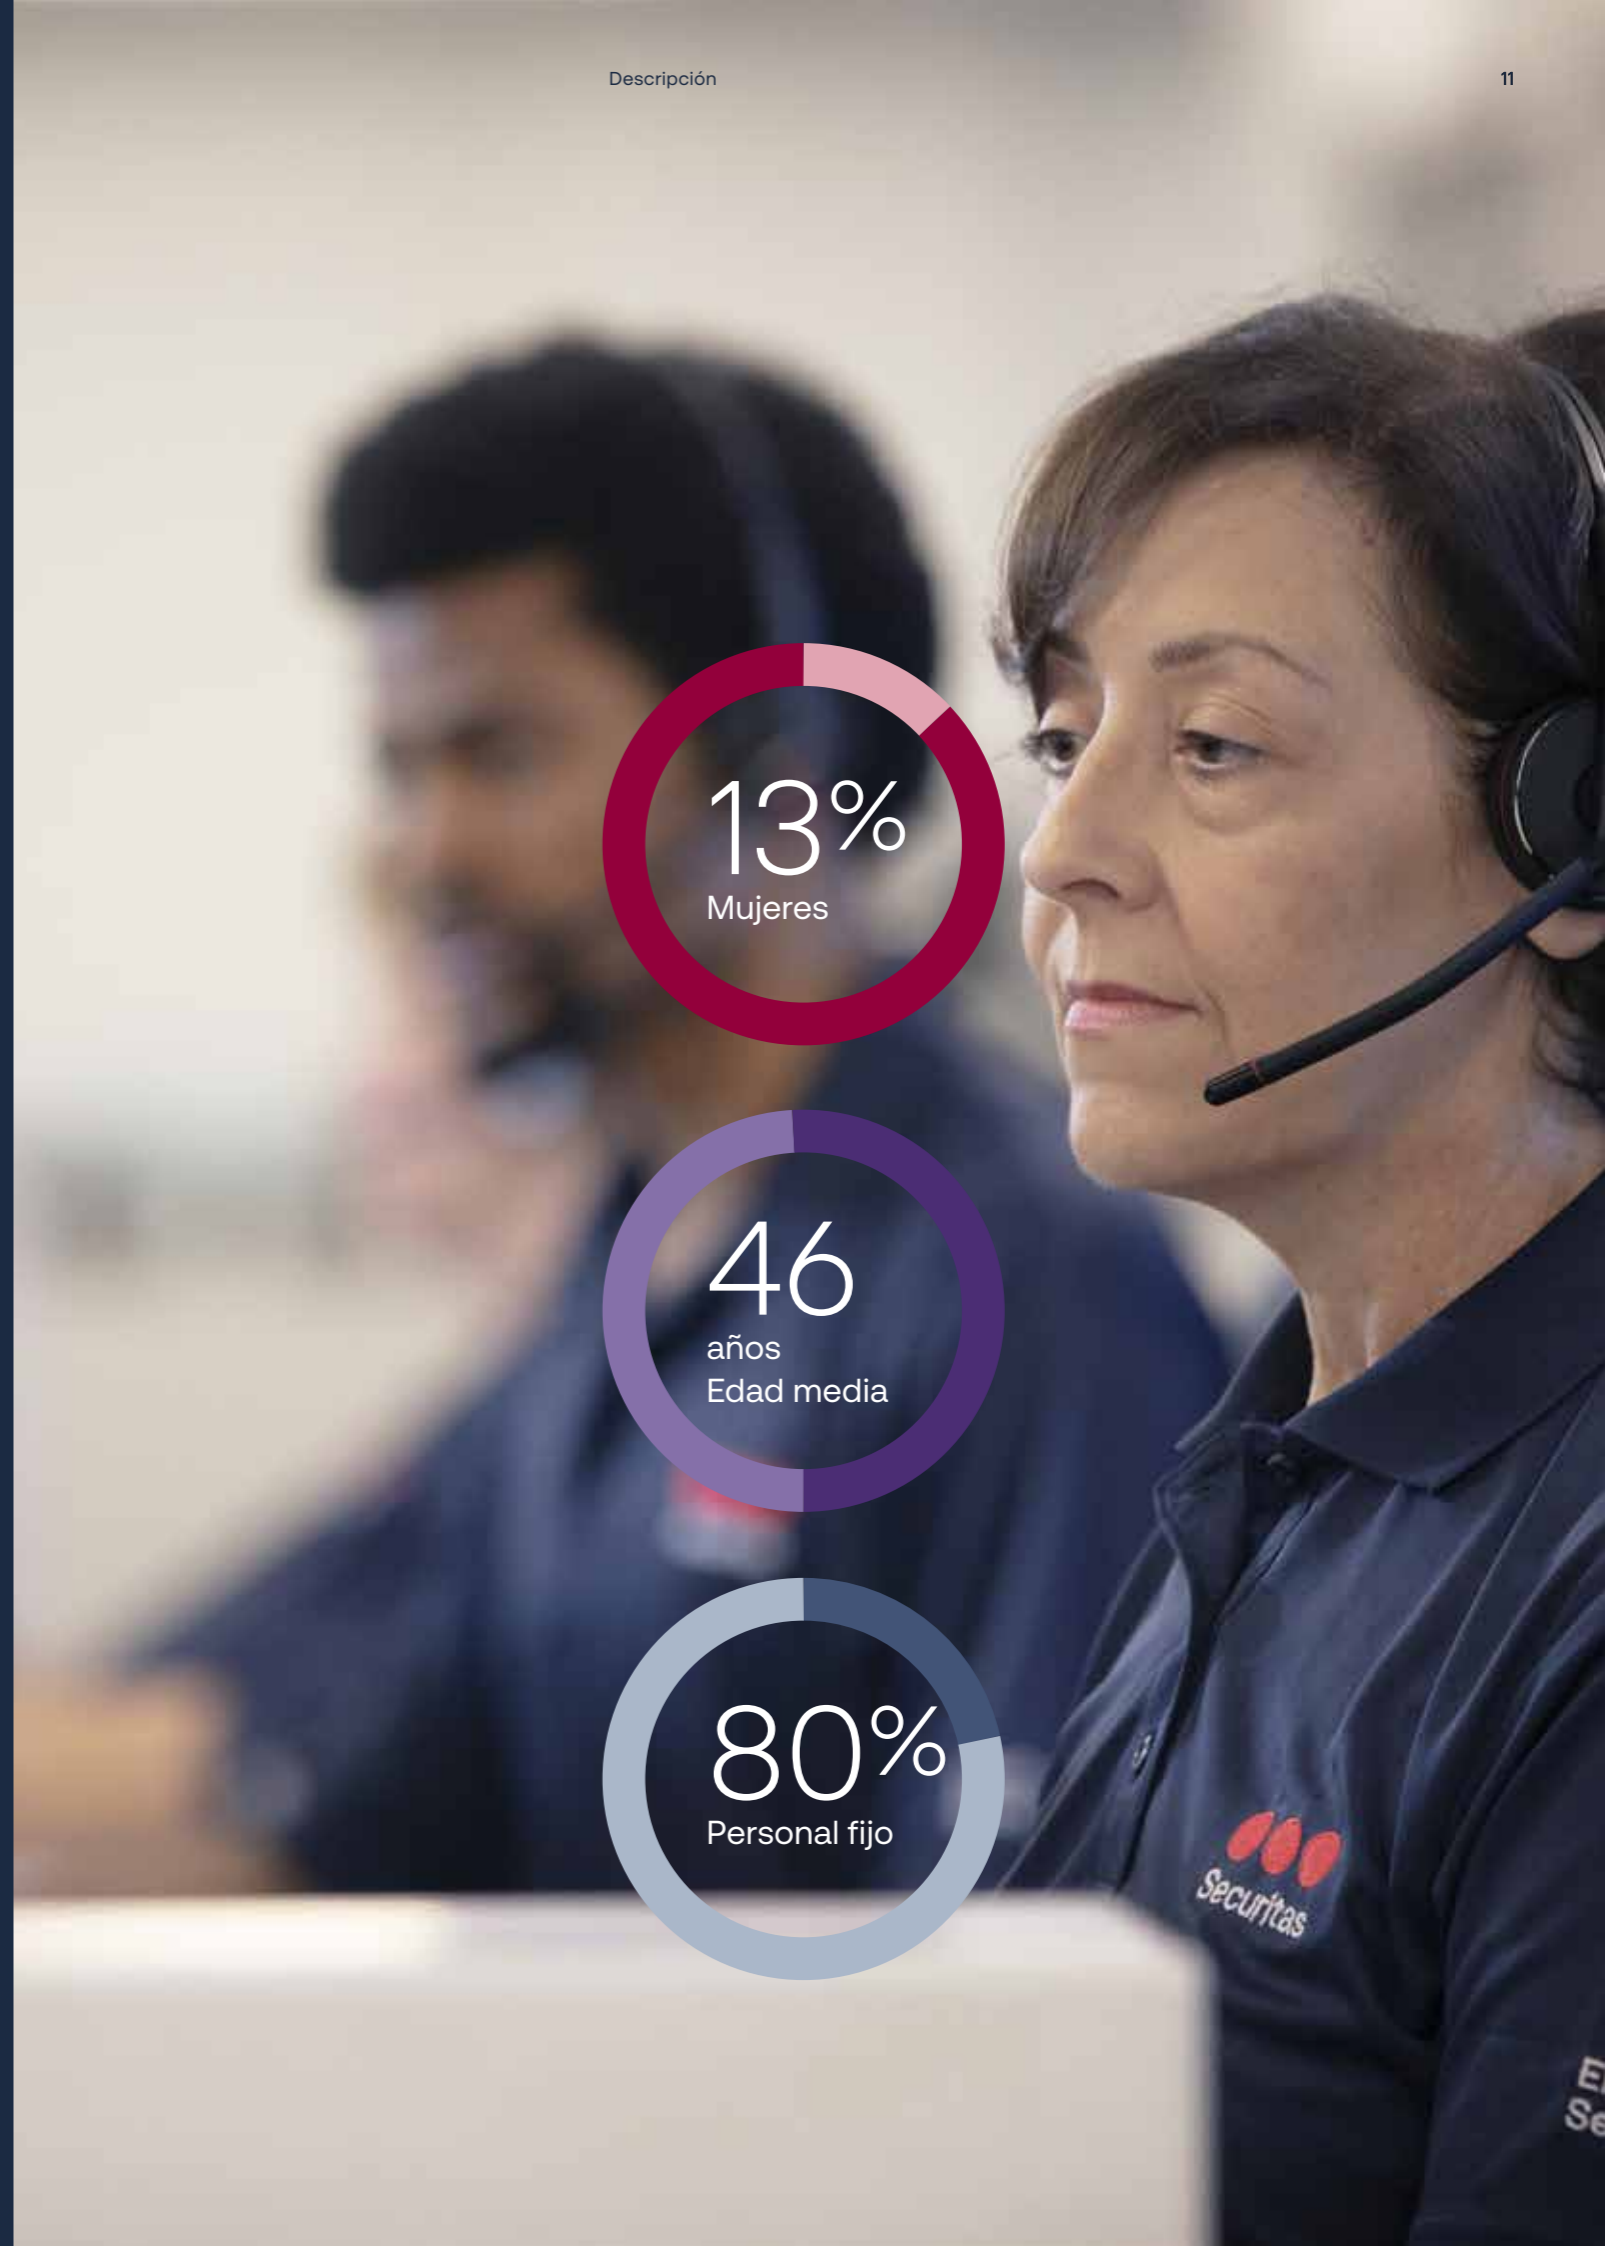 Descripción
11
13%
Mujeres
46
años
Edad media
80%
Personal fijo
Securitas